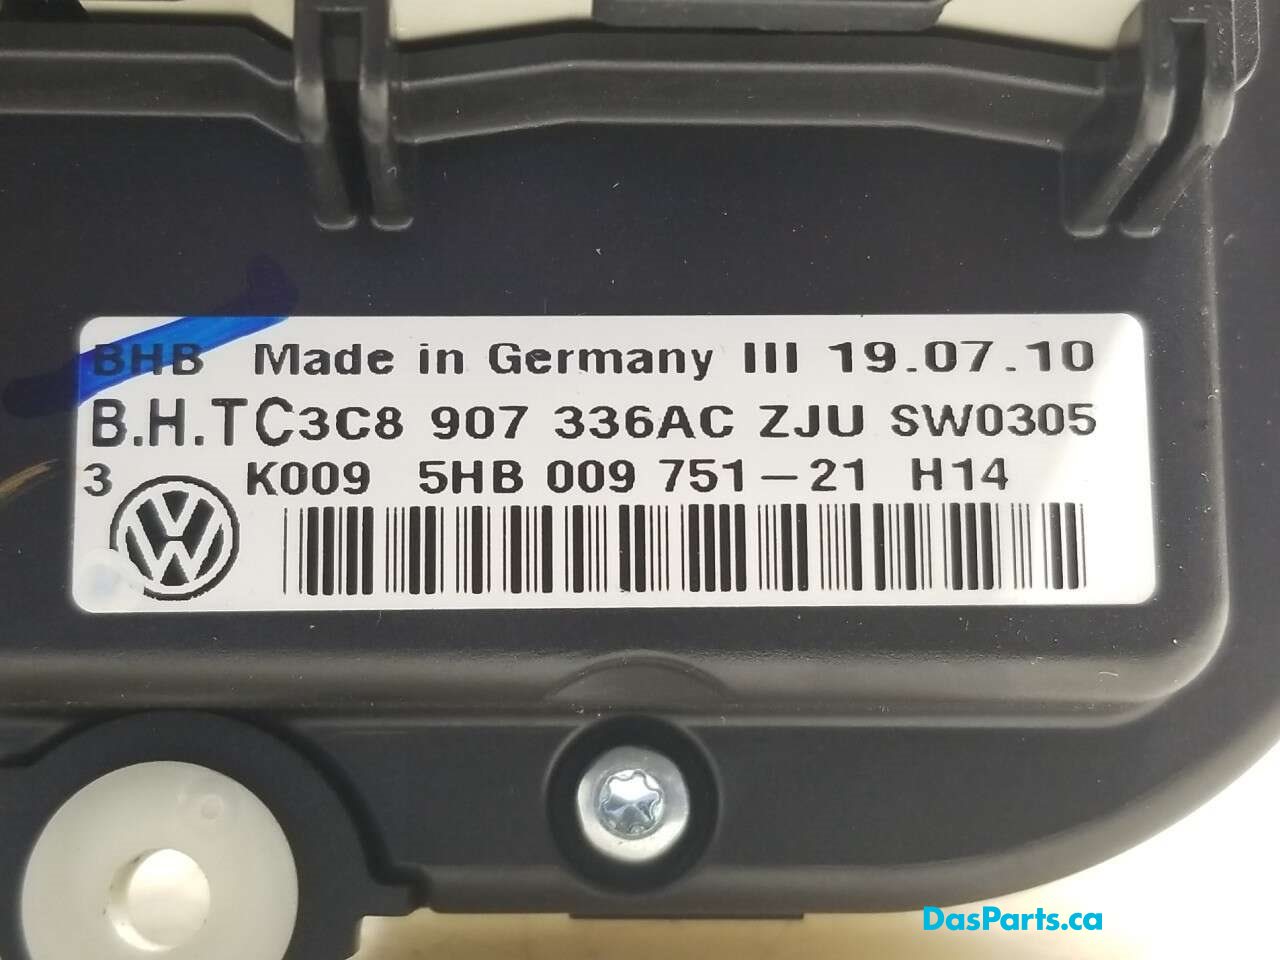 BHB Made in Germany III 19.07.10
B.H.TC3C8 907 336AC ZJU SW0305
3 K009 5HB 009 751-21 H14
DasParts.ca